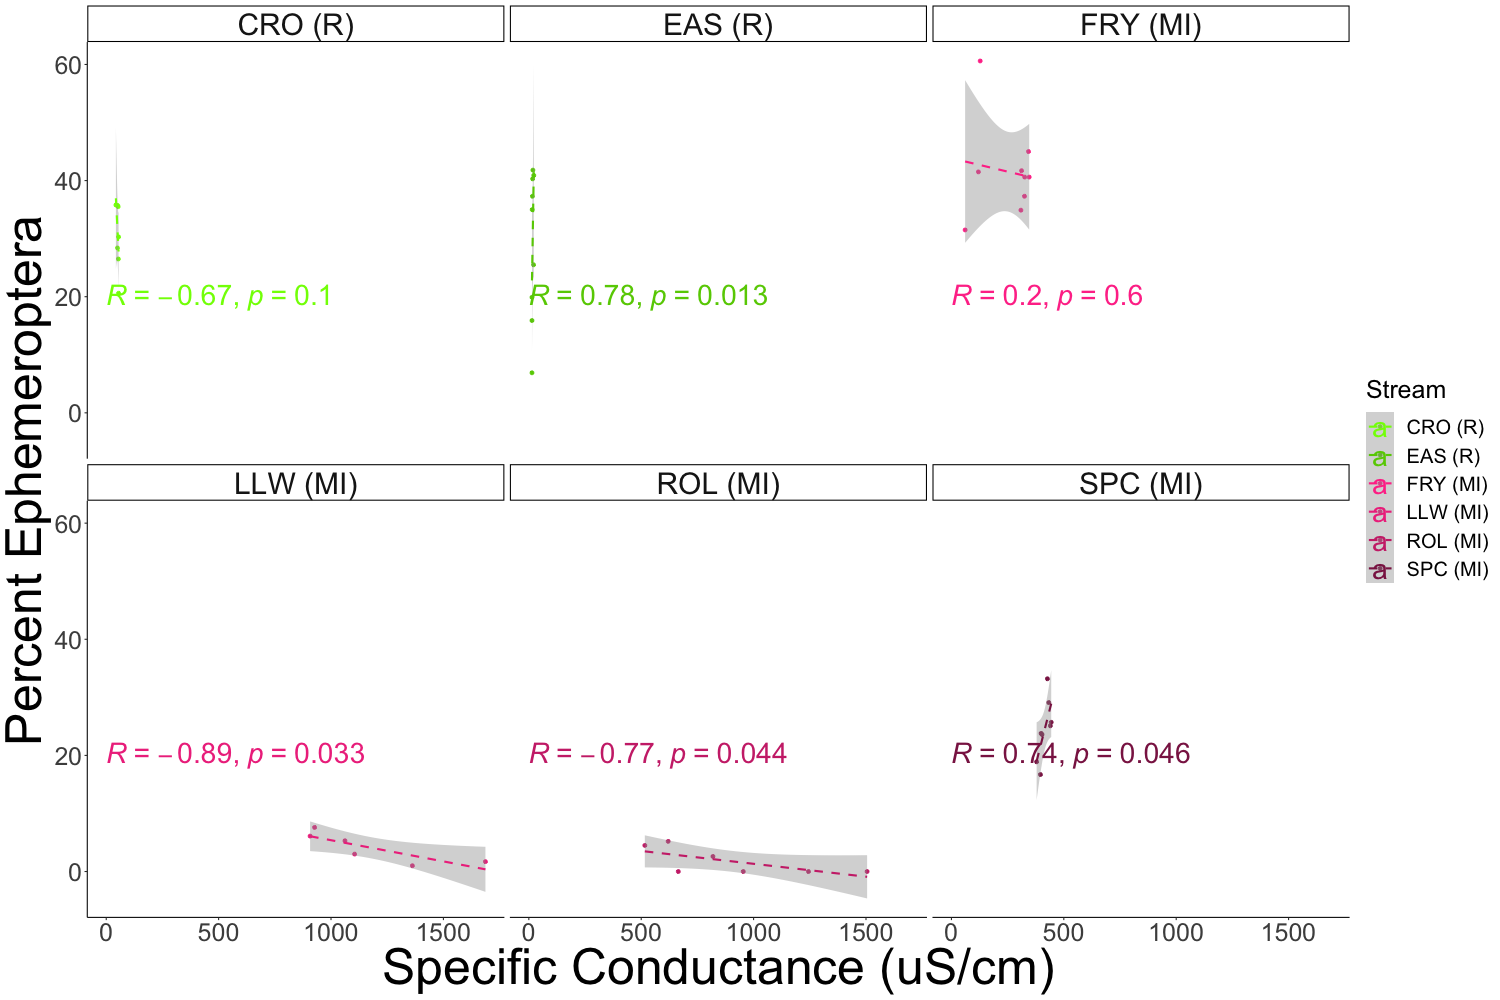 CRO (R) EAS (R) FRY (MI)
60
40
R = −0.67, p = 0.1 R = 0.78, p = 0.013 R = 0.2, p = 0.6
20
0
LLW (MI) ROL (MI) SPC (MI)
60
40
R = −0.89, p = 0.033 R = −0.77, p = 0.044 R = 0.74, p = 0.046
20
0
0 500 1000 1500 0 500 1000 1500 0 500 1000 1500
Specific Conductance (uS/cm)
Percent Ephemeroptera
Stream
a CRO (R)
a EAS (R)
a FRY (MI)
a LLW (MI)
a ROL (MI)
a SPC (MI)